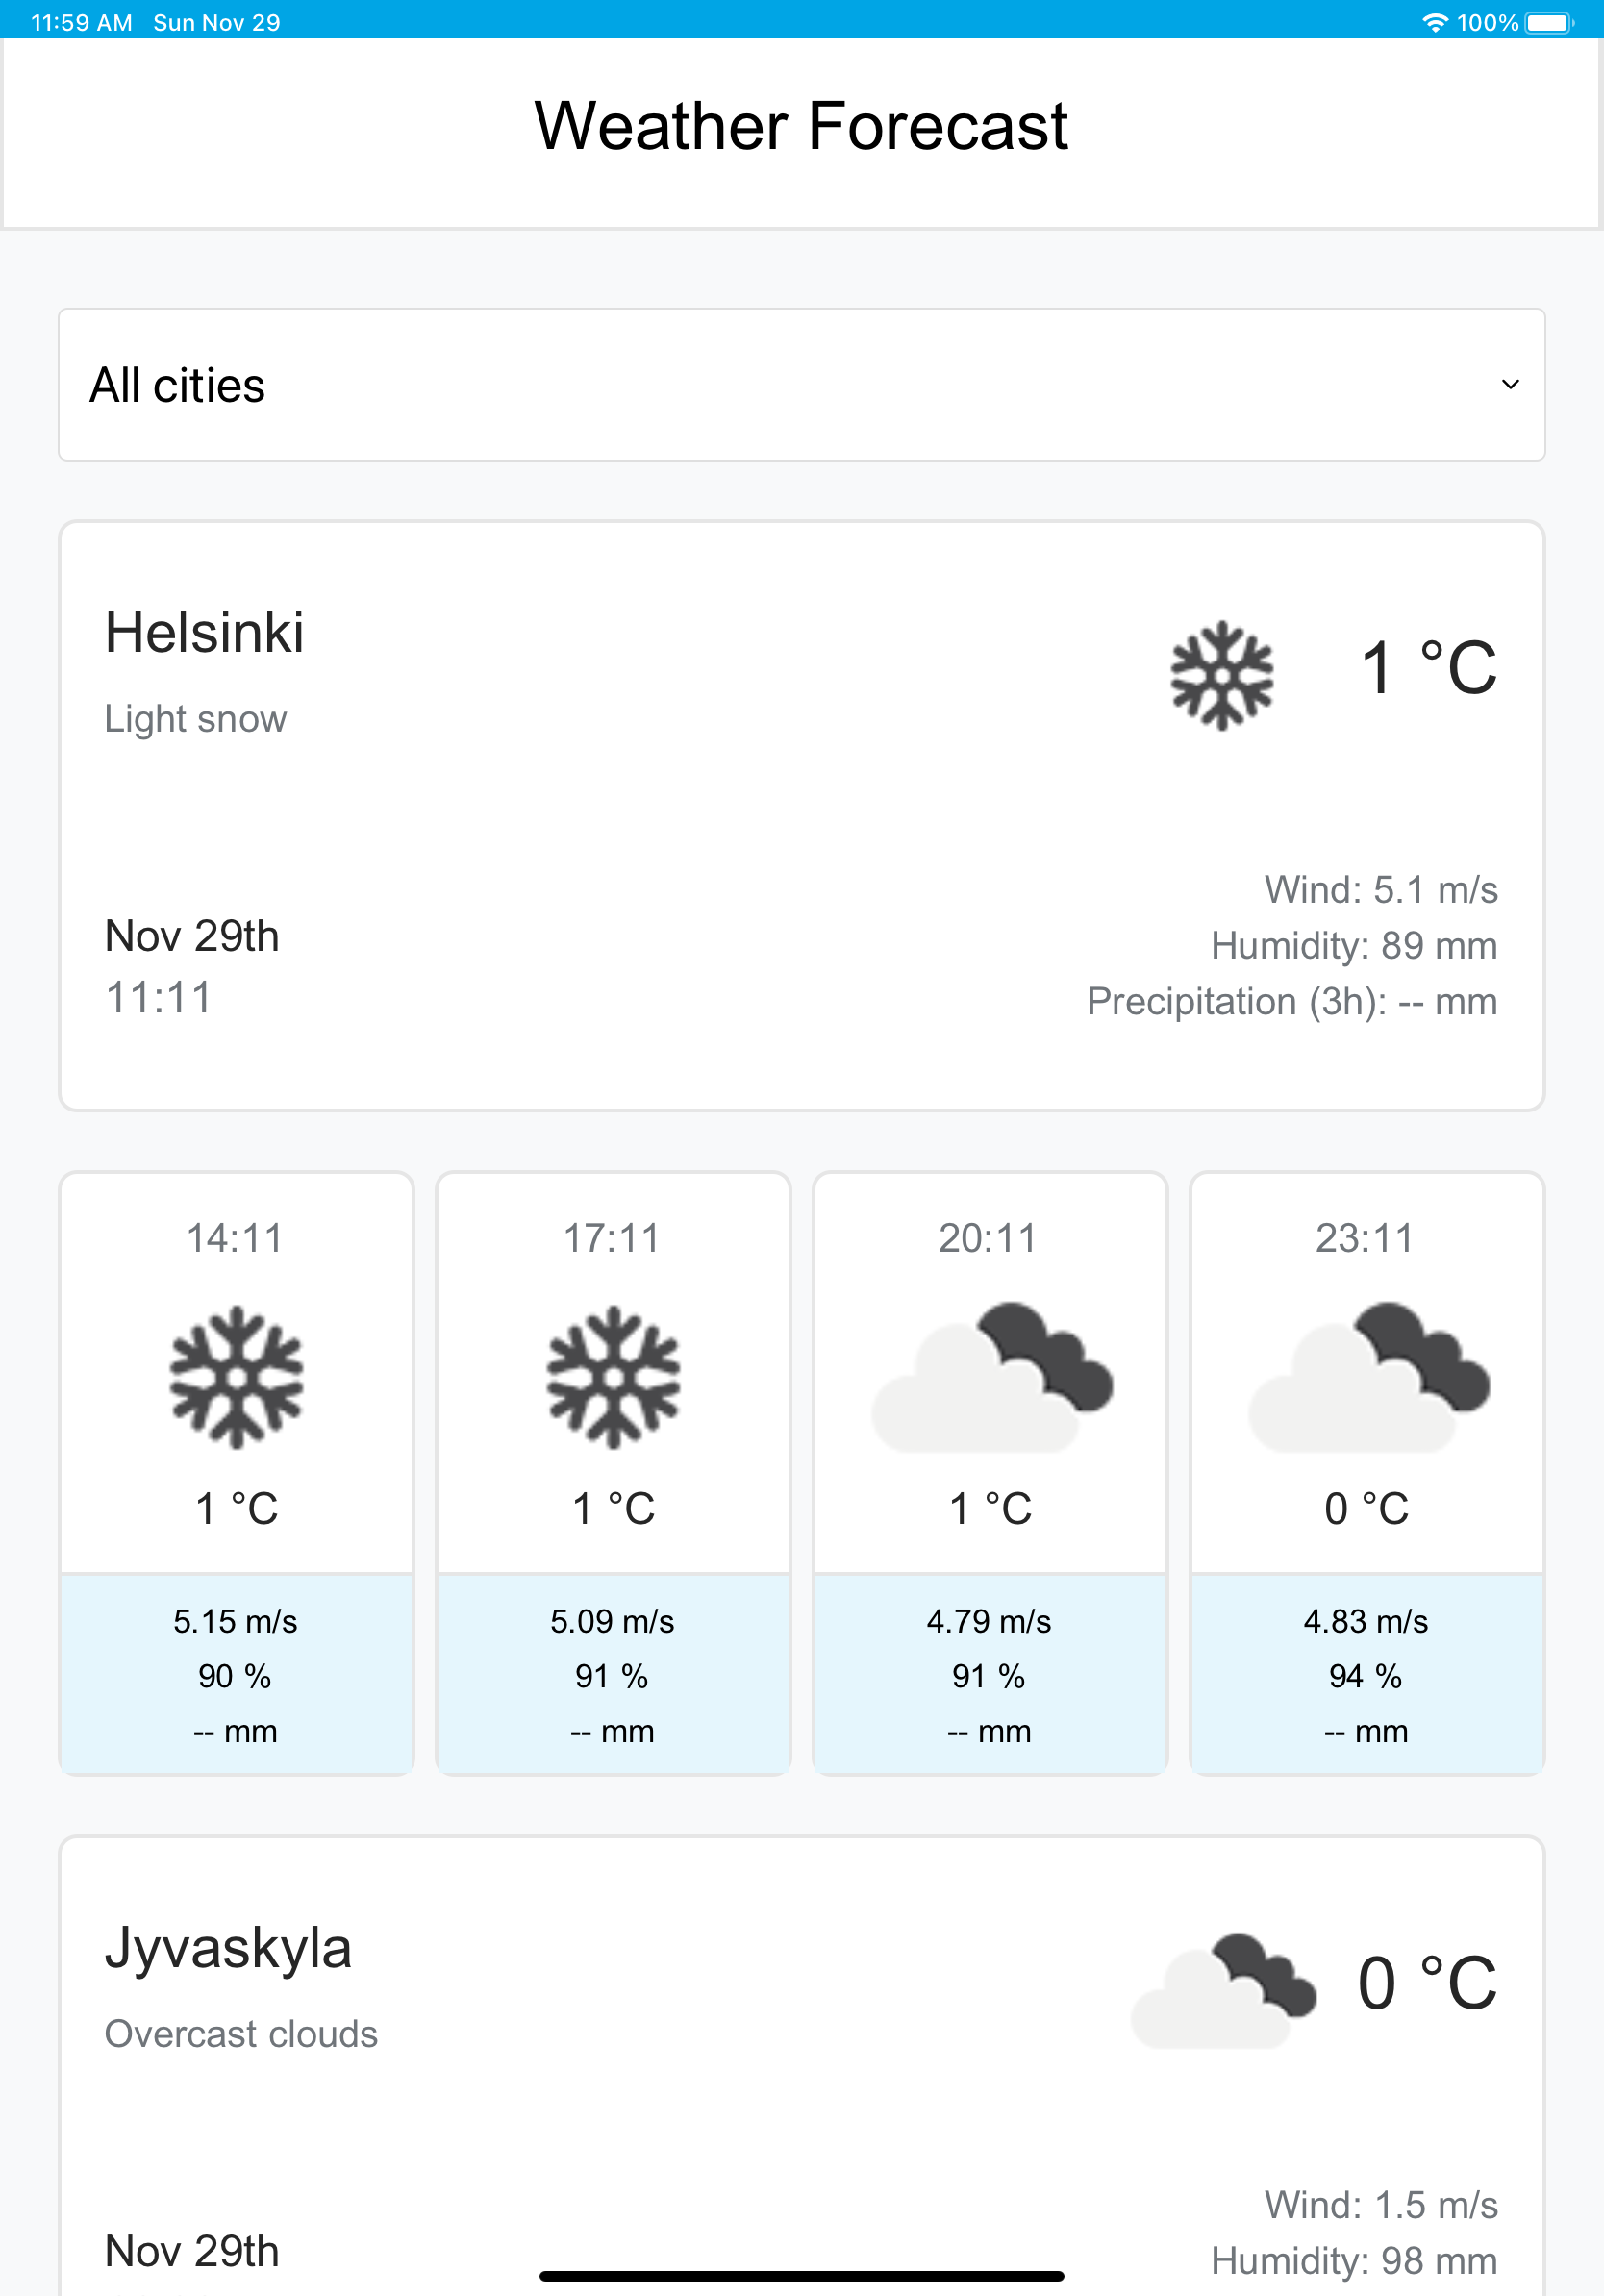 11:59 AM Sun Nov 29 100%
Weather Forecast
All cities
Helsinki
1 °C
Light snow
Wind: 5.1 m/s
Nov 29th
Humidity: 89 mm
11:11
Precipitation (3h): -- mm
14:11 17:11 20:11 23:11
1 °C 1 °C 1 °C 0 °C
5.15 m/s 5.09 m/s 4.79 m/s 4.83 m/s
90 % 91 % 91 % 94 %
-- mm -- mm -- mm -- mm
Jyvaskyla
0 °C
Overcast clouds
Wind: 1.5 m/s
Nov 29th
Humidity: 98 mm